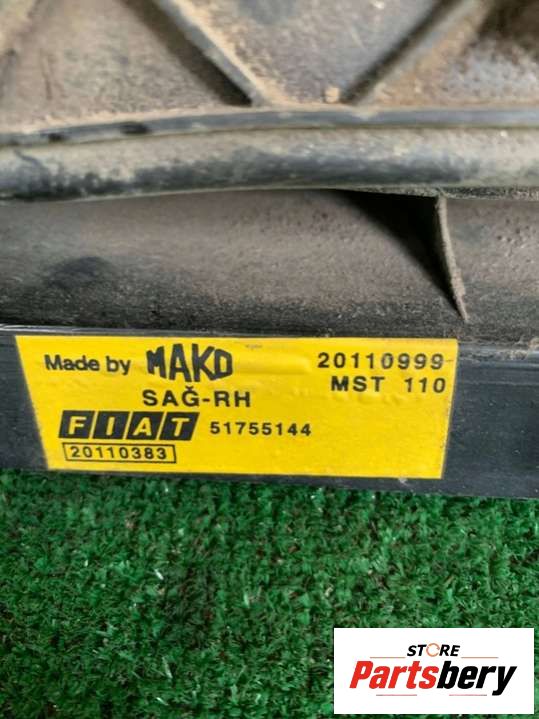 Made by MAKO 20110999
SAĞ-RH MST 110
FIAT 51755144
20110383
STORE
Partsbery